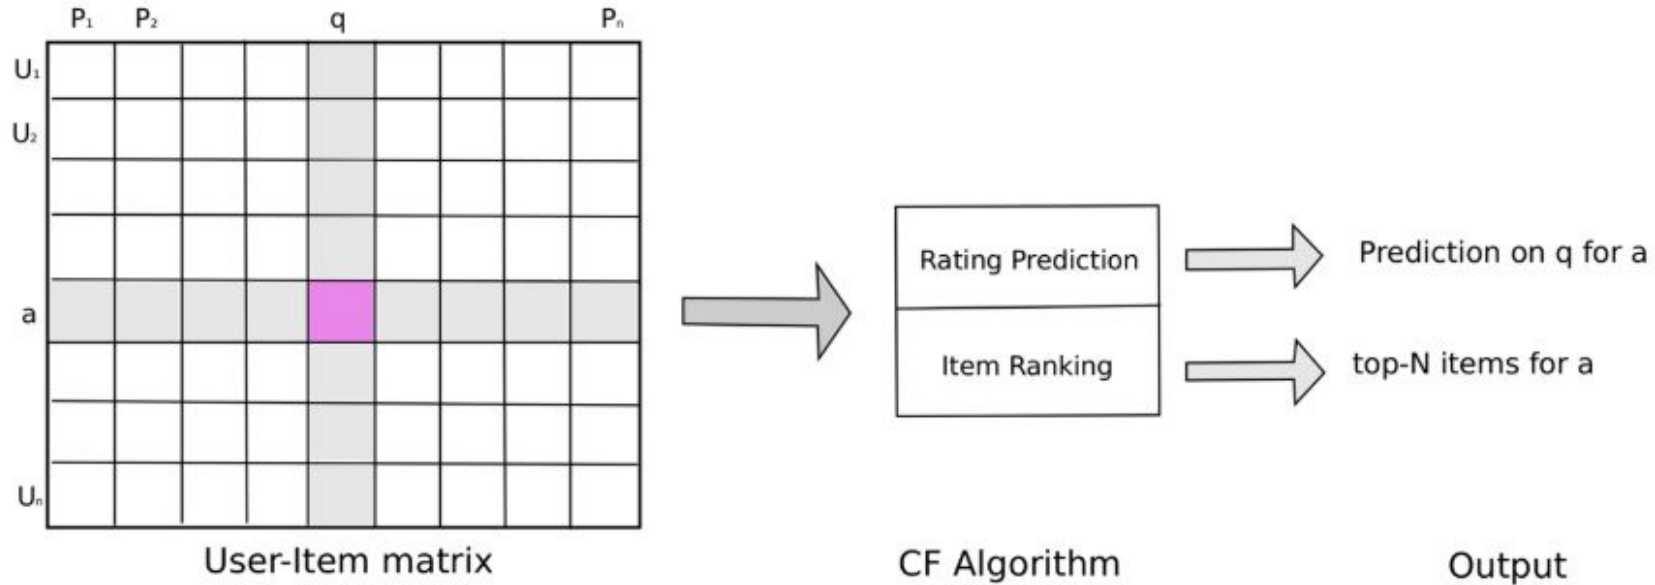 P₁ P₂ q Pₙ
U₁
U₂
a
Uₙ
User-Item matrix
Rating Prediction
Item Ranking
CF Algorithm
Prediction on q for a
top-N items for a
Output